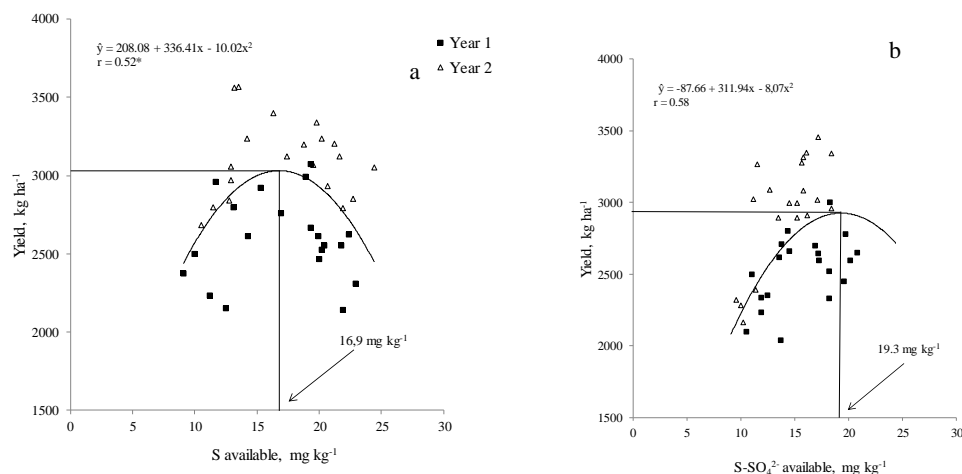 4000
3500
3000
2500
2000
1500
Yield, kg ha⁻¹
ŷ = 208.08 + 336.41x - 10.02x²
r = 0.52*
Year 1
Year 2
a
16,9 mg kg⁻¹
0 5 10 15 20 25 30
S available, mg kg⁻¹
b
4000
3500
3000
2500
2000
1500
Yield, kg ha⁻¹
ŷ = -87.66 + 311.94x - 8,07x²
r = 0.58
19.3 mg kg⁻¹
0 5 10 15 20 25 30
S-SO₄²⁻ available, mg kg⁻¹